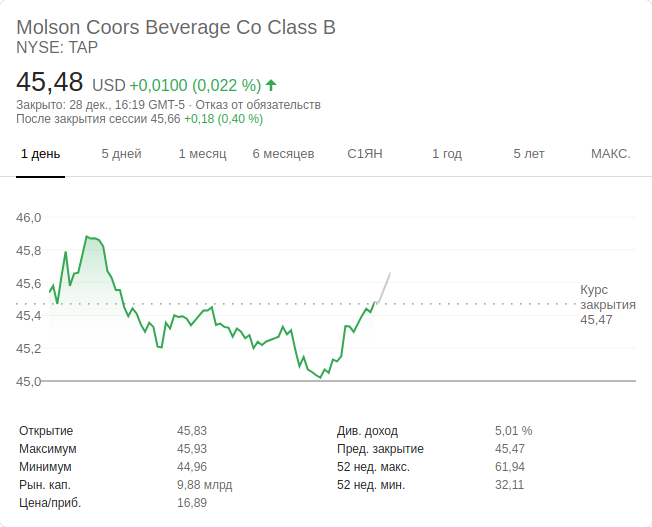 Molson Coors Beverage Co Class B
NYSE: TAP
45,48 USD +0,0100 (0,022 %)
Закрыто: 28 дек., 16:19 GMT-5 · Отказ от обязательств
После закрытия сессии 45,66 +0,18 (0,40 %)
1 день 5 дней 1 месяц 6 месяцев С1ЯН 1 год 5 лет МАКС.
46,0
45,8
45,6
45,4
45,2
45,0
Курс
закрытия
45,47
Открытие 45,83 Див. доход 5,01 %
Максимум 45,93 Пред. закрытие 45,47
Минимум 44,96 52 нед. макс. 61,94
Рын. кап. 9,88 млрд 52 нед. мин. 32,11
Цена/приб. 16,89